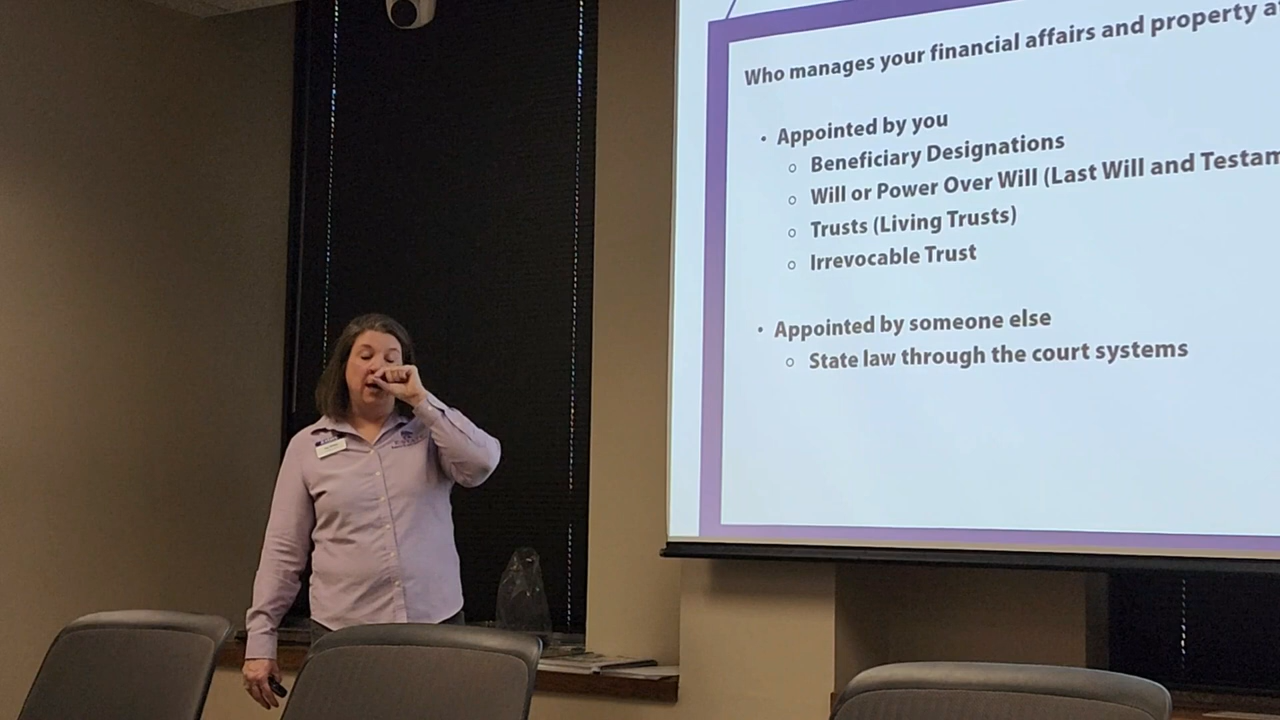 Who manages your financial affairs and property a
• Appointed by you
○ Beneficiary Designations
○ Will or Power Over Will (Last Will and Testam
○ Trusts (Living Trusts)
○ Irrevocable Trust
• Appointed by someone else
○ State law through the court systems